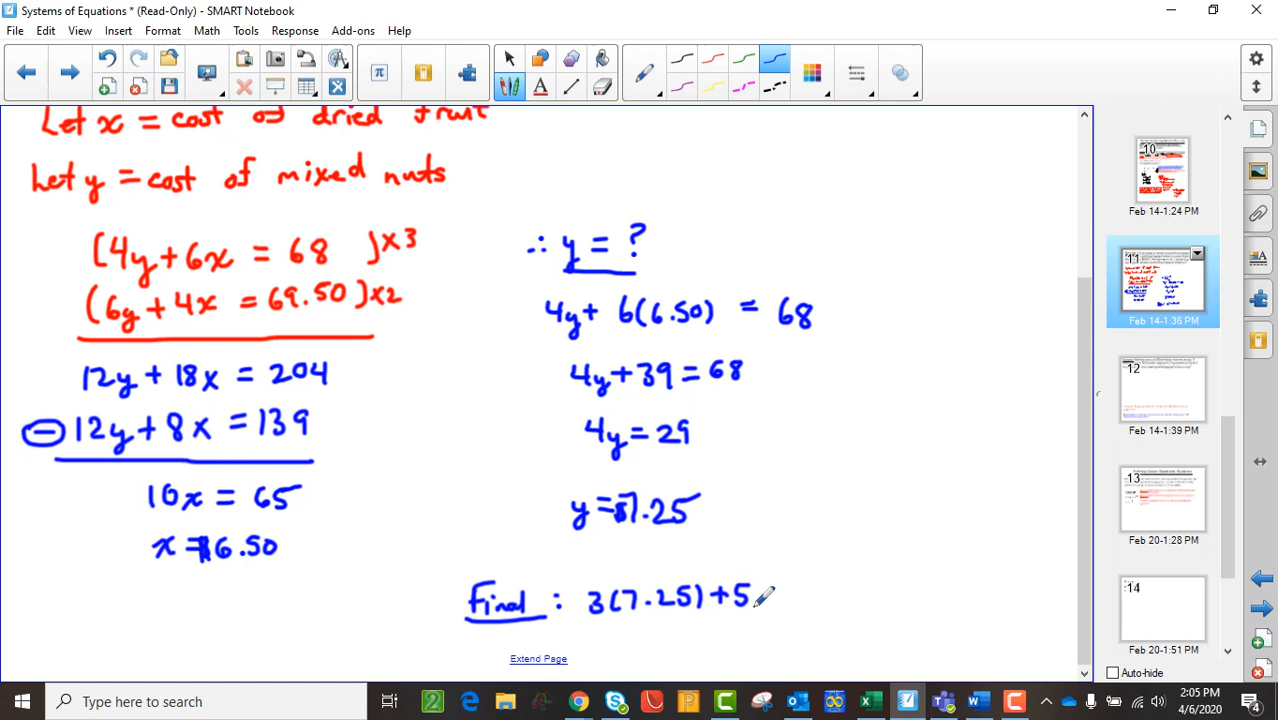 Systems of Equations * (Read-Only) - SMART Notebook
File Edit View Insert Format Math Tools Response Add-ons Help
Let x = cost of dried fruit
Let y = cost of mixed nuts
(4y + 6x = 68 ) x 3
(6y + 4x = 69.50 ) x 2
12y + 18x = 204
- 12y + 8x = 139
10x = 65
x = $6.50
∴ y = ?
4y + 6(6.50) = 68
4y + 39 = 68
4y = 29
y = $7.25
Final : 3(7.25) + 5
Extend Page
10
Feb 14-1:24 PM
11
Feb 14-1:36 PM
12
Feb 14-1:39 PM
13
Feb 20-1:28 PM
14
Feb 20-1:51 PM
Auto-hide
Type here to search
2:05 PM
4/6/2020